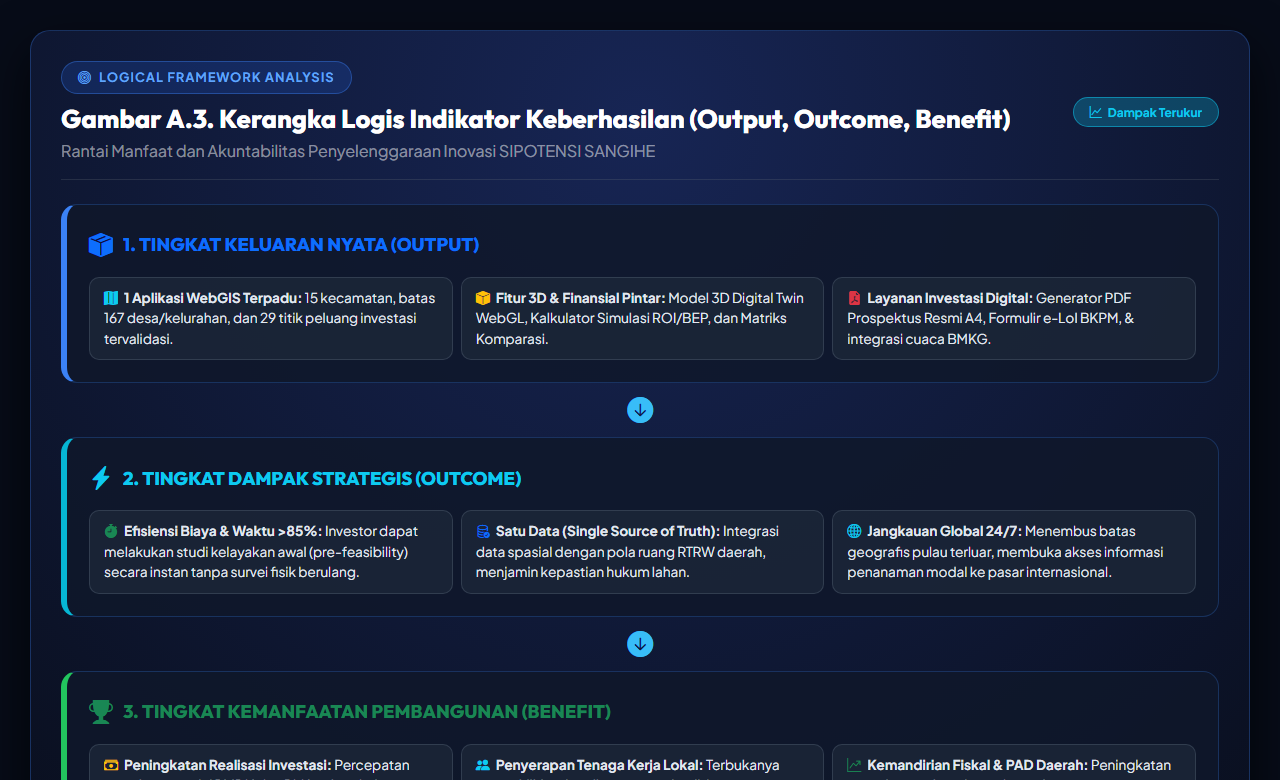 LOGICAL FRAMEWORK ANALYSIS
Gambar A.3. Kerangka Logis Indikator Keberhasilan (Output, Outcome, Benefit)
Dampak Terukur
Rantai Manfaat dan Akuntabilitas Penyelenggaraan Inovasi SIPOTENSI SANGIHE
1. TINGKAT KELUARAN NYATA (OUTPUT)
1 Aplikasi WebGIS Terpadu: 15 kecamatan, batas
167 desa/kelurahan, dan 29 titik peluang investasi
tervalidasi.
Fitur 3D & Finansial Pintar: Model 3D Digital Twin
WebGL, Kalkulator Simulasi ROI/BEP, dan Matriks
Komparasi.
Layanan Investasi Digital: Generator PDF
Prospektus Resmi A4, Formulir e-LoI BKPM, &
integrasi cuaca BMKG.
2. TINGKAT DAMPAK STRATEGIS (OUTCOME)
Efisiensi Biaya & Waktu >85%: Investor dapat
melakukan studi kelayakan awal (pre-feasibility)
secara instan tanpa survei fisik berulang.
Satu Data (Single Source of Truth): Integrasi
data spasial dengan pola ruang RTRW daerah,
menjamin kepastian hukum lahan.
Jangkauan Global 24/7: Menembus batas
geografis pulau terluar, membuka akses informasi
penanaman modal ke pasar internasional.
3. TINGKAT KEMANFAATAN PEMBANGUNAN (BENEFIT)
Peningkatan Realisasi Investasi: Percepatan
Penyerapan Tenaga Kerja Lokal: Terbukanya
Kemandirian Fiskal & PAD Daerah: Peningkatan